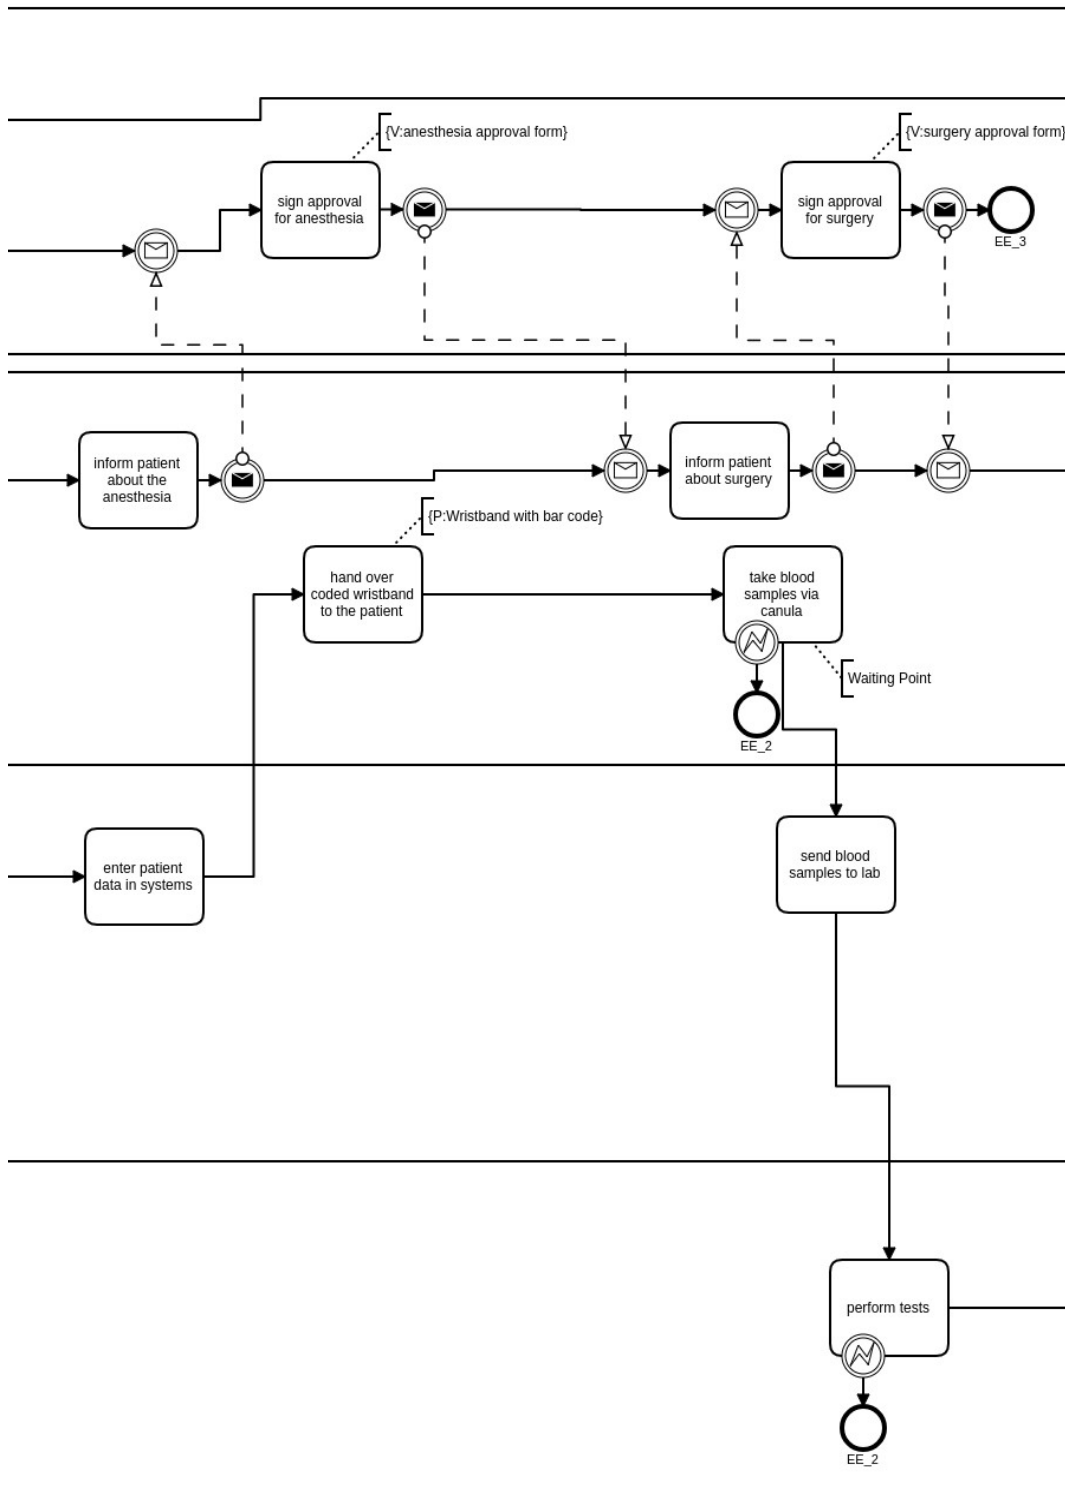 {V:anesthesia approval form}
{V:surgery approval form}
sign approval
for anesthesia
sign approval
for surgery
EE_3
inform patient
about the
anesthesia
inform patient
about surgery
{P:Wristband with bar code}
hand over
coded wristband
to the patient
take blood
samples via
canula
Waiting Point
EE_2
enter patient
data in systems
send blood
samples to lab
perform tests
EE_2